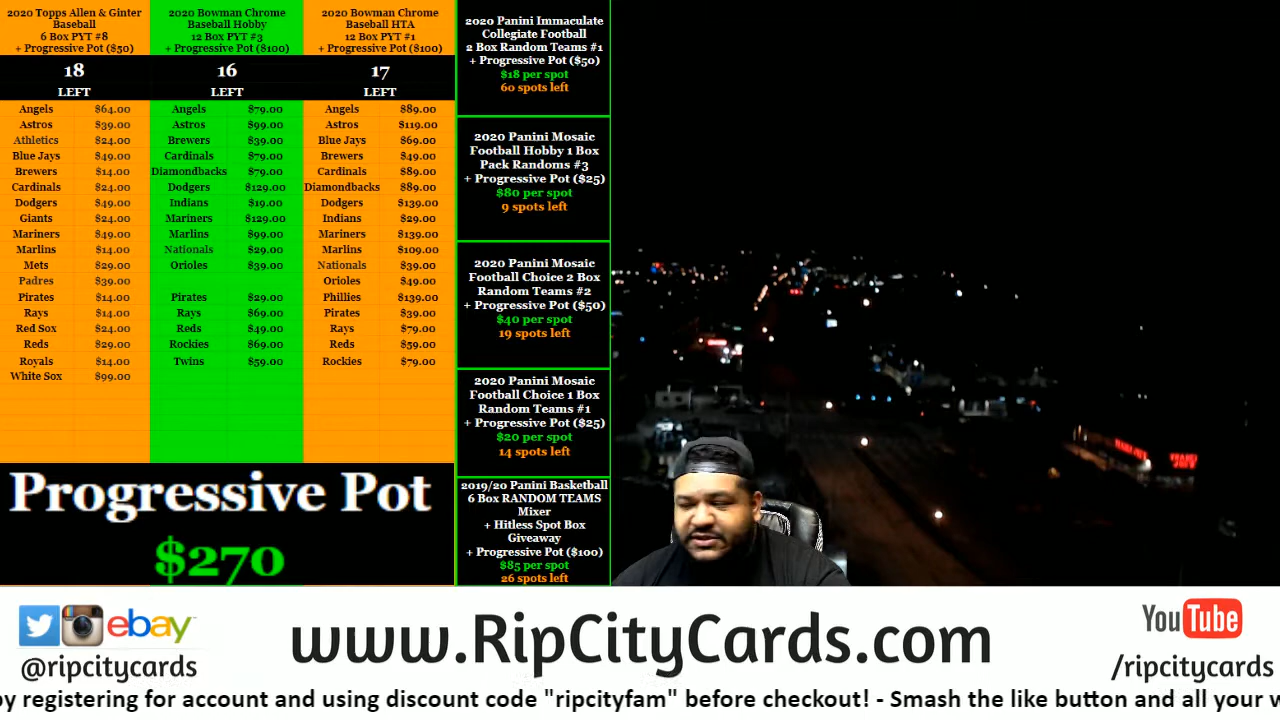 2020 Topps Allen & Ginter
Baseball
6 Box PYT #8
+ Progressive Pot ($50)
18
LEFT
Angels $64.00
Astros $39.00
Athletics $24.00
Blue Jays $49.00
Brewers $14.00
Cardinals $24.00
Dodgers $49.00
Giants $24.00
Mariners $49.00
Marlins $14.00
Mets $29.00
Padres $39.00
Pirates $14.00
Rays $14.00
Red Sox $24.00
Reds $29.00
Royals $14.00
White Sox $99.00
2020 Bowman Chrome
Baseball Hobby
12 Box PYT #3
+ Progressive Pot ($100)
16
LEFT
Angels $79.00
Astros $99.00
Brewers $39.00
Cardinals $79.00
Diamondbacks $79.00
Dodgers $129.00
Indians $19.00
Mariners $129.00
Marlins $99.00
Nationals $29.00
Orioles $39.00
Pirates $29.00
Rays $69.00
Reds $49.00
Rockies $69.00
Twins $59.00
2020 Bowman Chrome
Baseball HTA
12 Box PYT #1
+ Progressive Pot ($100)
17
LEFT
Angels $89.00
Astros $119.00
Blue Jays $69.00
Brewers $49.00
Cardinals $89.00
Diamondbacks $89.00
Dodgers $139.00
Indians $29.00
Mariners $139.00
Marlins $109.00
Nationals $39.00
Orioles $49.00
Phillies $139.00
Pirates $39.00
Rays $79.00
Reds $59.00
Rockies $79.00
Progressive Pot
$270
2020 Panini Immaculate
Collegiate Football
2 Box Random Teams #1
+ Progressive Pot ($50)
$18 per spot
60 spots left
2020 Panini Mosaic
Football Hobby 1 Box
Pack Randoms #3
+ Progressive Pot ($25)
$80 per spot
9 spots left
2020 Panini Mosaic
Football Choice 2 Box
Random Teams #2
+ Progressive Pot ($50)
$40 per spot
19 spots left
2020 Panini Mosaic
Football Choice 1 Box
Random Teams #1
+ Progressive Pot ($25)
$20 per spot
14 spots left
2019/20 Panini Basketball
6 Box RANDOM TEAMS
Mixer
+ Hitless Spot Box
Giveaway
+ Progressive Pot ($100)
$85 per spot
26 spots left
ebay
@ripcitycards
www.RipCityCards.com
YouTube
/ripcitycards
by registering for account and using discount code "ripcityfam" before checkout! - Smash the like button and all your w